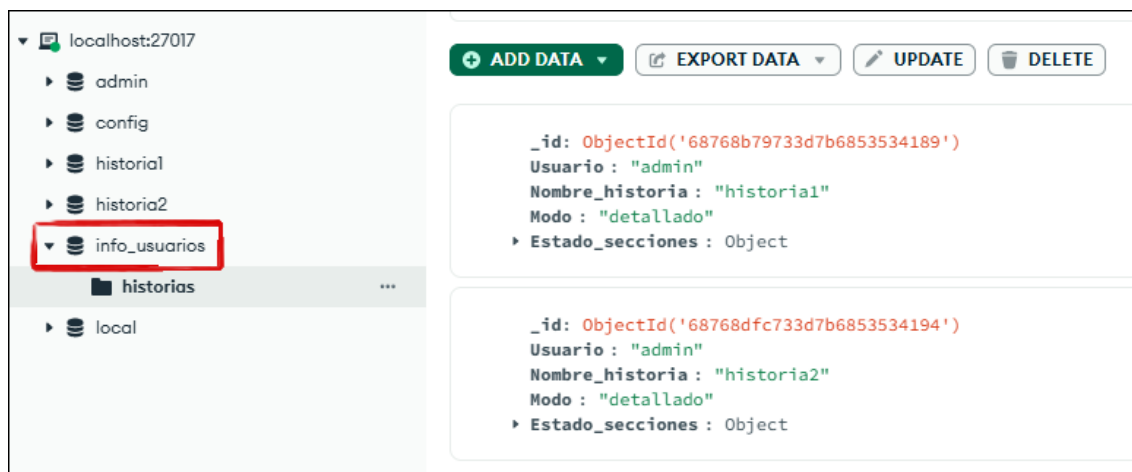 localhost:27017
admin
config
historia1
historia2
info_usuarios
historias
local
ADD DATA
EXPORT DATA
UPDATE
DELETE
_id: ObjectId('68768b79733d7b6853534189')
Usuario : "admin"
Nombre_historia : "historia1"
Modo : "detallado"
Estado_secciones : Object
_id: ObjectId('68768dfc733d7b6853534194')
Usuario : "admin"
Nombre_historia : "historia2"
Modo : "detallado"
Estado_secciones : Object